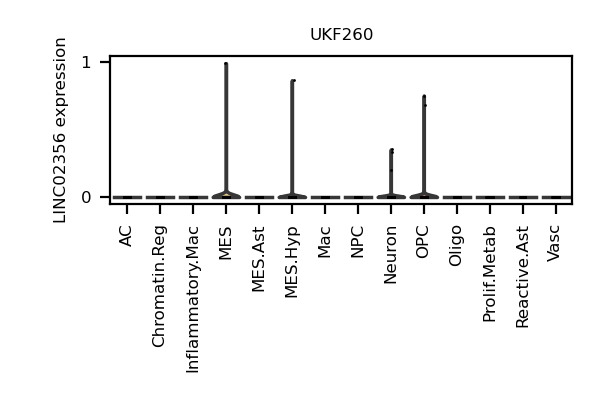 UKF260
LINC02356 expression
1
0
AC
Chromatin.Reg
Inflammatory.Mac
MES
MES.Ast
MES.Hyp
Mac
NPC
Neuron
OPC
Oligo
Prolif.Metab
Reactive.Ast
Vasc